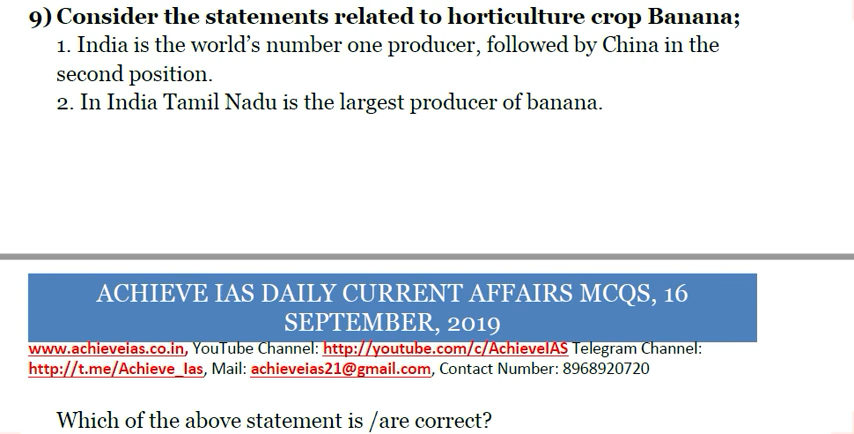 9) Consider the statements related to horticulture crop Banana;
1. India is the world’s number one producer, followed by China in the
second position.
2. In India Tamil Nadu is the largest producer of banana.
ACHIEVE IAS DAILY CURRENT AFFAIRS MCQS, 16
SEPTEMBER, 2019
www.achieveias.co.in, YouTube Channel: http://youtube.com/c/AchieveIAS Telegram Channel:
http://t.me/Achieve_Ias, Mail: achieveias21@gmail.com, Contact Number: 8968920720
Which of the above statement is /are correct?